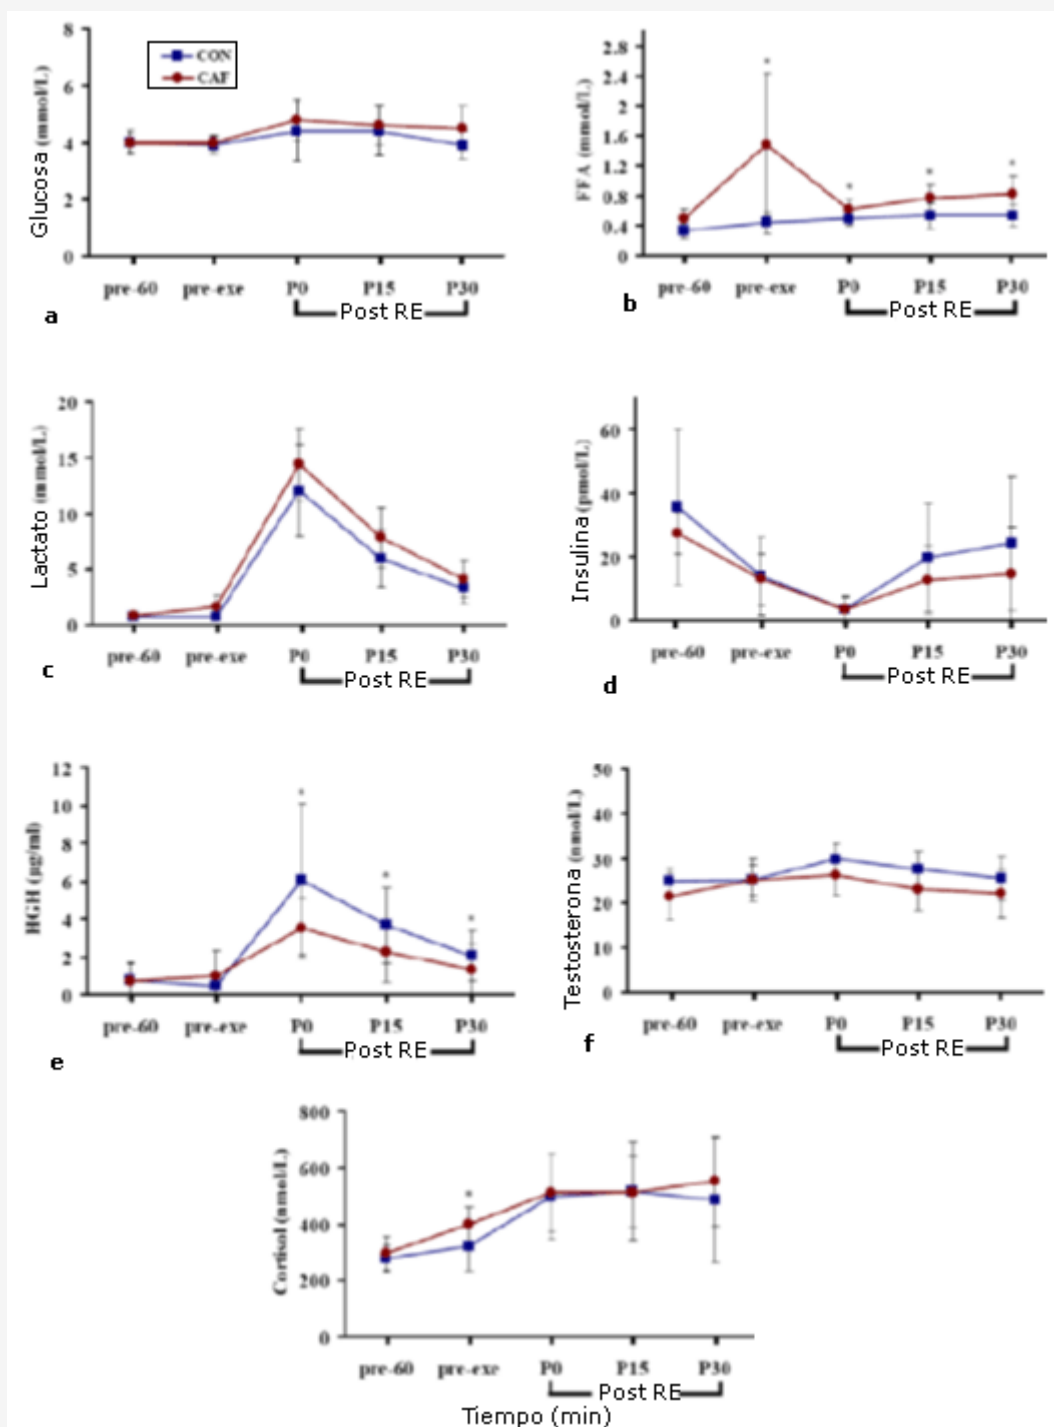 8
6
4
2
0
Glucosa (mmol/L)
CON
CAF
pre-60 pre-exe P0 P15 P30
Post RE
a
2.8
2.4
2
1.6
1.2
0.8
0.4
0
FFA (mmol/L)
*
*
*
*
pre-60 pre-exe P0 P15 P30
Post RE
b
20
15
10
5
0
Lactato (mmol/L)
pre-60 pre-exe P0 P15 P30
Post RE
c
60
40
20
0
Insulina (pmol/L)
pre-60 pre-exe P0 P15 P30
Post RE
d
12
10
8
6
4
2
0
HGH (µg/ml)
*
*
*
pre-60 pre-exe P0 P15 P30
Post RE
e
50
40
30
20
10
0
Testosterona (nmol/L)
pre-60 pre-exe P0 P15 P30
Post RE
f
800
600
400
200
0
Cortisol (nmol/L)
*
pre-60 pre-exe P0 P15 P30
Post RE
Tiempo (min)